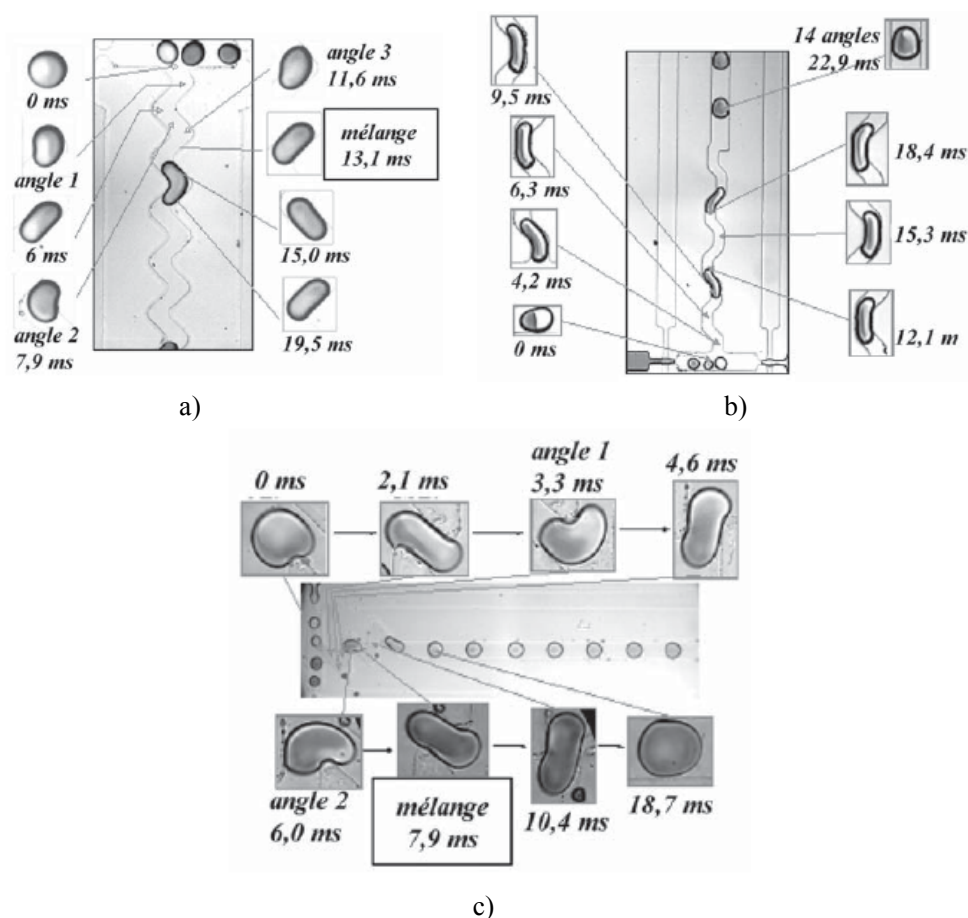 0 ms
angle 1
6 ms
angle 2
7,9 ms
angle 3
11,6 ms
mélange
13,1 ms
15,0 ms
19,5 ms
a)
9,5 ms
6,3 ms
4,2 ms
0 ms
14 angles
22,9 ms
18,4 ms
15,3 ms
12,1 m
b)
0 ms
2,1 ms
angle 1
3,3 ms
4,6 ms
angle 2
6,0 ms
mélange
7,9 ms
10,4 ms
18,7 ms
c)